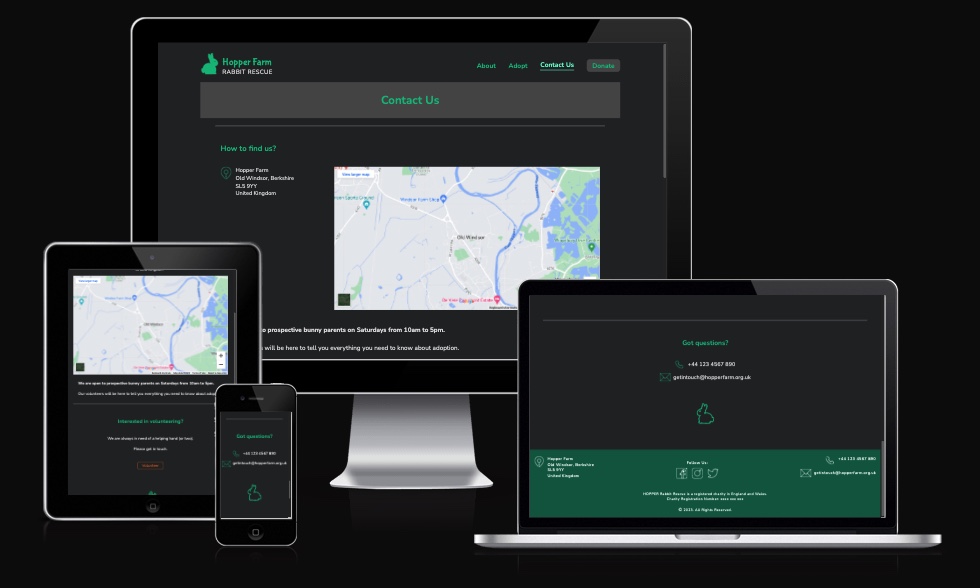 Hopper Farm
RABBIT RESCUE
About Adopt Contact Us Donate
Contact Us
How to find us?
Hopper Farm
Old Windsor, Berkshire
SL5 9YY
United Kingdom
View larger map
Old Windsor
to prospective bunny parents on Saturdays from 10am to 5pm.
will be here to tell you everything you need to know about adoption.
View larger map
Old Windsor
We are open to prospective bunny parents on Saturdays from 10am to 5pm.
Our volunteers will be here to tell you everything you need to know about
Interested in volunteering?
We are always in need of a helping hand (or two).
Please get in touch.
Volunteer
Got questions?
+44 123 4567 890
getintouch@hopperfarm.org.uk
Got questions?
+44 123 4567 890
getintouch@hopperfarm.org.uk
Hopper Farm
Old Windsor, Berkshire
SL5 9YY
United Kingdom
Follow Us:
+44 123 4567 890
getintouch@hopperfarm.org.uk
HOPPER Rabbit Rescue is a registered charity in England and Wales.
Charity Registration Number:
© 2023. All Rights Reserved.